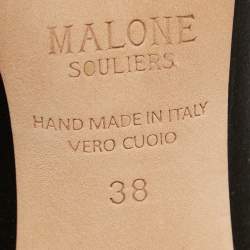 MALONE
SOULIERS
HAND MADE IN ITALY
VERO CUOIO
38